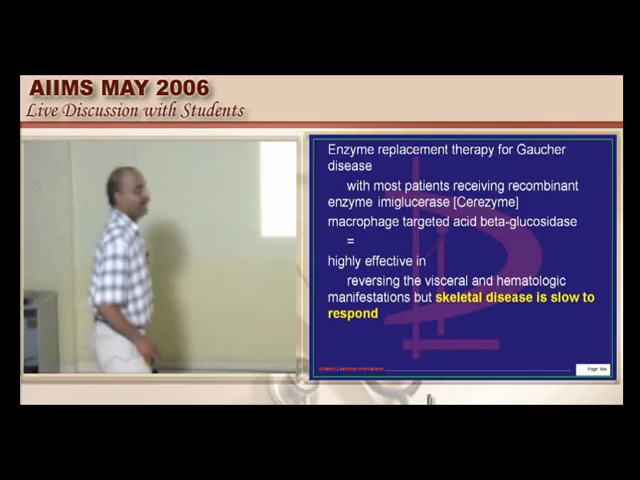 AIIMS MAY 2006
Live Discussion with Students
Enzyme replacement therapy for Gaucher
disease
with most patients receiving recombinant
enzyme imiglucerase [Cerezyme]
macrophage targeted acid beta-glucosidase
=
highly effective in
reversing the visceral and hematologic
manifestations but skeletal disease is slow to
respond
Page